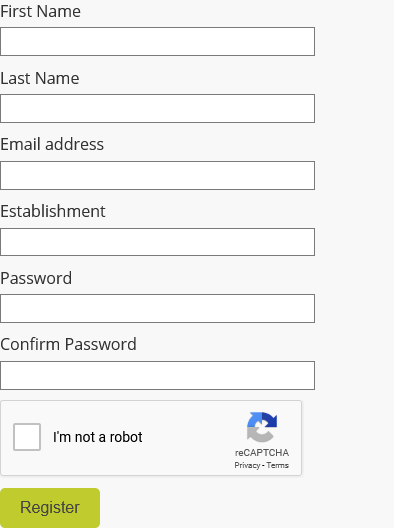 First Name
Last Name
Email address
Establishment
Password
Confirm Password
I'm not a robot
reCAPTCHA
Privacy - Terms
Register